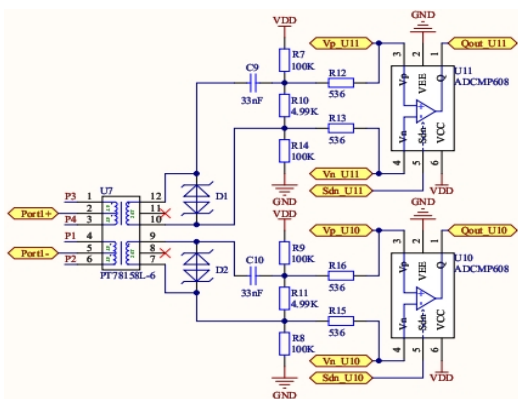 GND
VDD
Vp_U11
Qout_U11
R7
100K
3
2
1
U11
ADCMP608
C9
R12
Vp
VEE
Q
33nF
R10
4.99K
536
R13
536
Vn
-Sdn+
VCC
R14
100K
4
5
6
Vn_U11
Sdn_U11
VDD
U7
D1
P3
1
12
Port1+
2
11
P4
3
10
GND
VDD
GND
P1
4
9
Port1-
5
8
P2
6
7
PT78158L-6
D2
C10
33nF
R9
100K
R16
536
Vp_U10
Qout_U10
3
2
1
U10
ADCMP608
Vp
VEE
Q
R11
4.99K
R15
536
Vn
-Sdn+
VCC
R8
100K
4
5
6
Vn_U10
Sdn_U10
VDD
GND